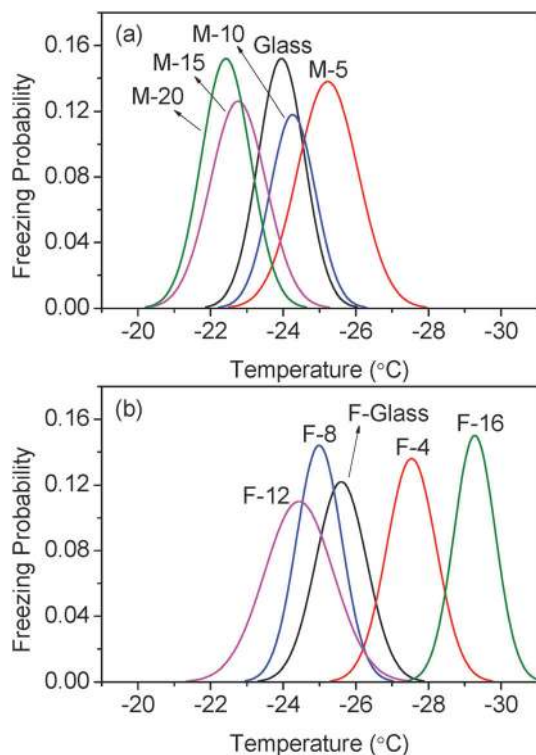 (a)
M-10
Glass
M-15
M-5
M-20
Freezing Probability
0.16
0.12
0.08
0.04
0.00
-20 -22 -24 -26 -28 -30
Temperature (°C)
(b)
F-Glass
F-8
F-4
F-16
F-12
Freezing Probability
0.16
0.12
0.08
0.04
0.00
-20 -22 -24 -26 -28 -30
Temperature (°C)